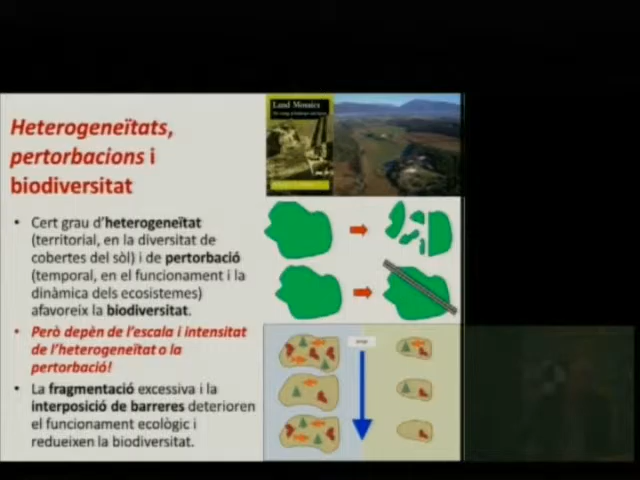 Heterogeneïtats,
pertorbacions i
biodiversitat
Land Mosaics
• Cert grau d'heterogeneïtat
(territorial, en la diversitat de
cobertes del sòl) i de pertorbació
(temporal, en el funcionament i la
dinàmica dels ecosistemes)
afavoreix la biodiversitat.
• Però depèn de l'escala i intensitat
de l'heterogeneïtat o la
pertorbació!
• La fragmentació excessiva i la
interposició de barreres deterioren
el funcionament ecològic i
redueixen la biodiversitat.